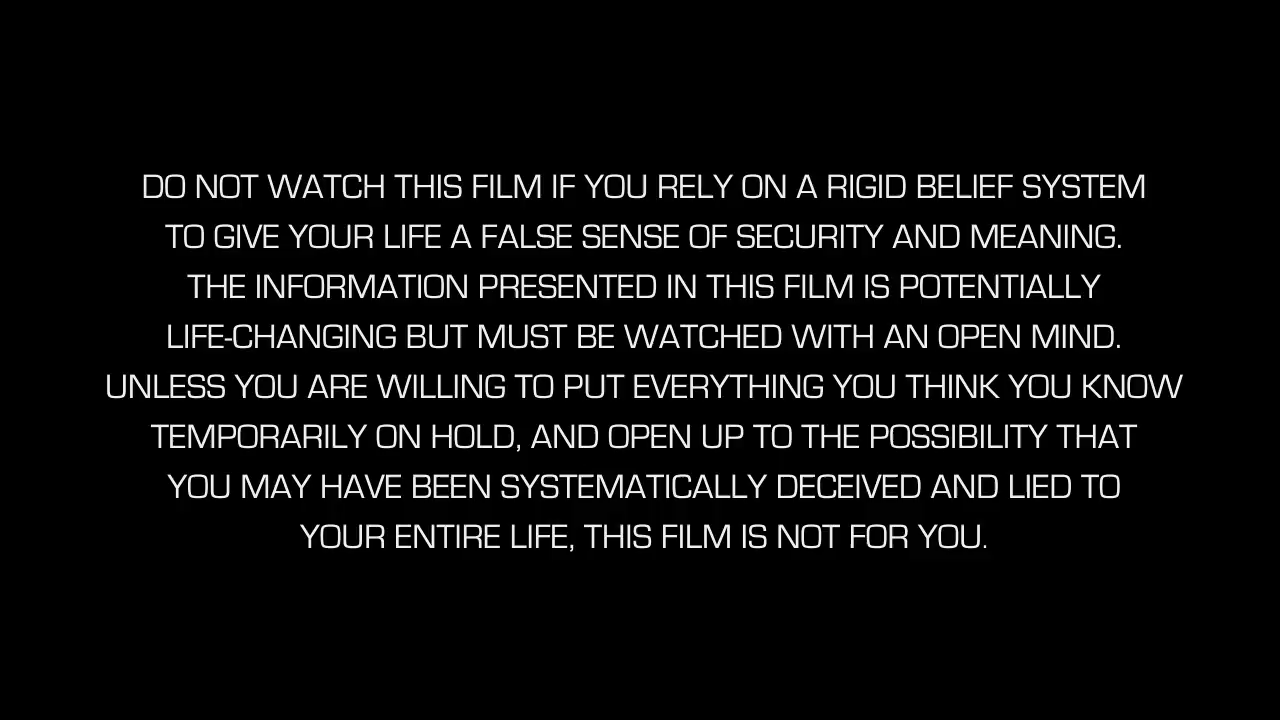 DO NOT WATCH THIS FILM IF YOU RELY ON A RIGID BELIEF SYSTEM
TO GIVE YOUR LIFE A FALSE SENSE OF SECURITY AND MEANING.
THE INFORMATION PRESENTED IN THIS FILM IS POTENTIALLY
LIFE-CHANGING BUT MUST BE WATCHED WITH AN OPEN MIND.
UNLESS YOU ARE WILLING TO PUT EVERYTHING YOU THINK YOU KNOW
TEMPORARILY ON HOLD, AND OPEN UP TO THE POSSIBILITY THAT
YOU MAY HAVE BEEN SYSTEMATICALLY DECEIVED AND LIED TO
YOUR ENTIRE LIFE, THIS FILM IS NOT FOR YOU.